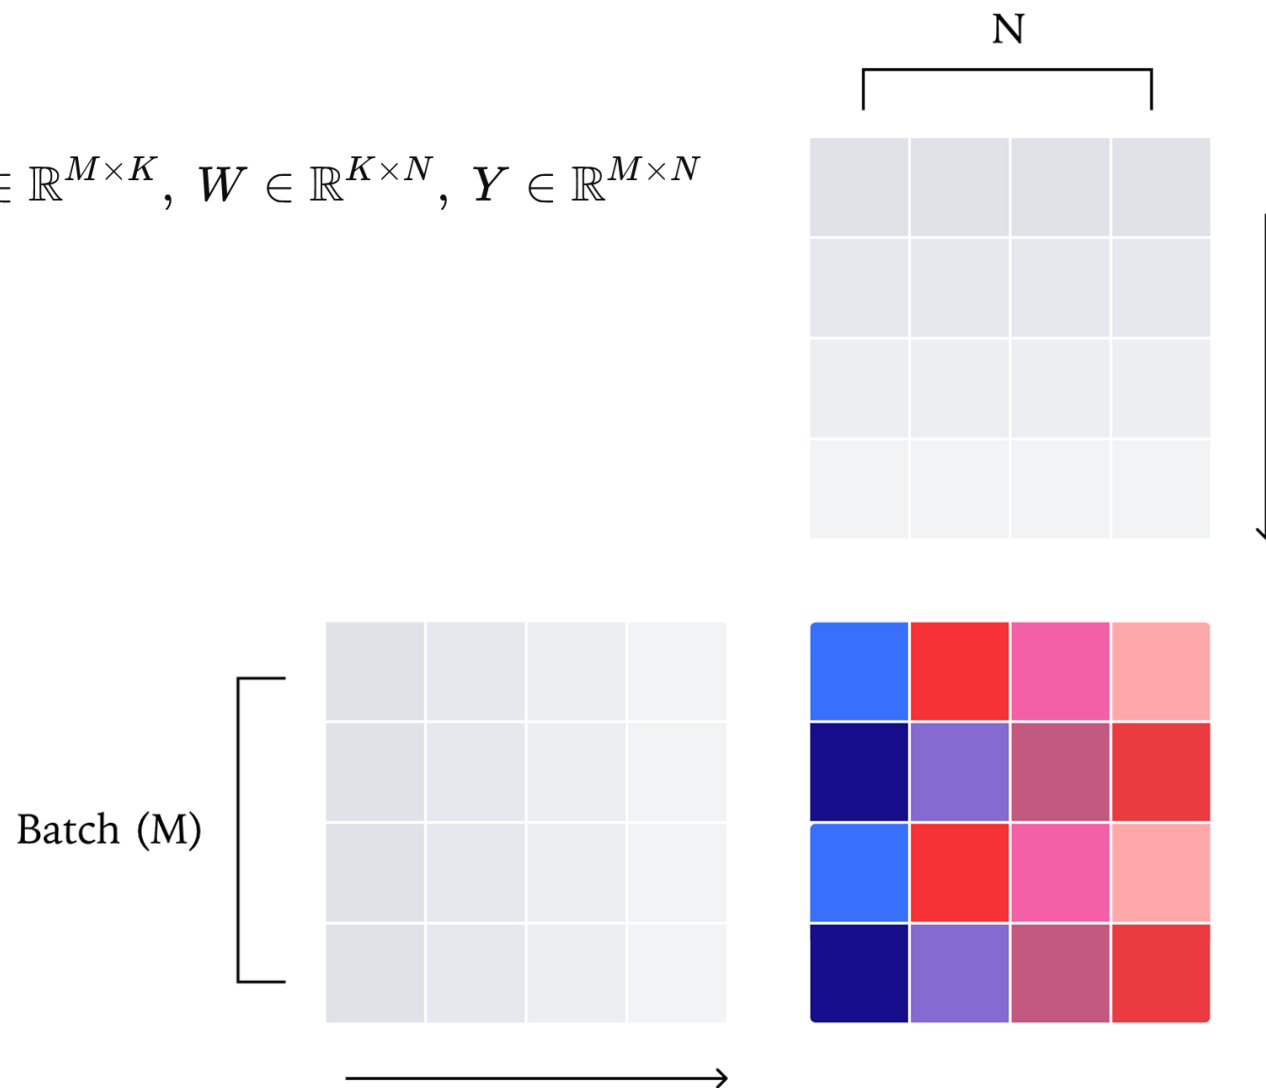 N
∈ ℝ^{M×K}, W ∈ ℝ^{K×N}, Y ∈ ℝ^{M×N}
Batch (M)